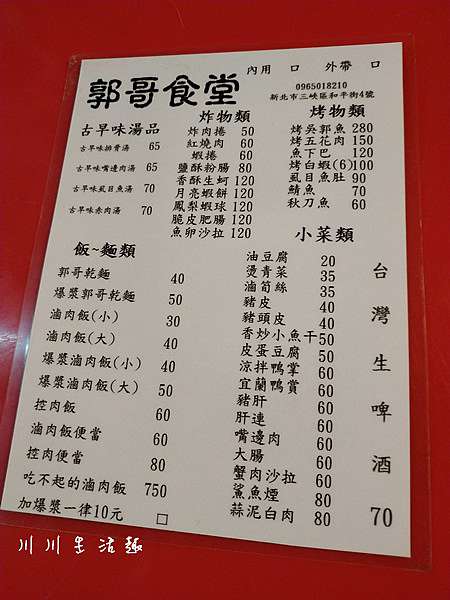 內用 口 外帶 口
郭哥食堂
0965018210
新北市三峽區和平街4號
古早味湯品
古早味排骨湯 65
古早味嘴邊肉湯 65
古早味虱目魚湯 70
古早味赤肉湯 70
炸物類
炸肉捲 50
紅燒肉 60
蝦捲 60
鹽酥粉腸 80
香酥生蚵 120
月亮蝦餅 120
鳳梨蝦球 120
脆皮肥腸 120
魚卵沙拉 120
烤物類
烤吳郭魚 280
烤五花肉 150
魚下巴 120
烤白蝦(6) 100
虱目魚肚 90
鯖魚 70
秋刀魚 60
飯~麵類
郭哥乾麵 40
爆漿郭哥乾麵 50
滷肉飯(小) 30
滷肉飯(大) 40
爆漿滷肉飯(小) 40
爆漿滷肉飯(大) 50
控肉飯 60
滷肉飯便當 60
控肉便當 80
吃不起的滷肉飯 750
加爆漿一律10元 □
小菜類
油豆腐 20
燙青菜 35
滷筍絲 35
豬皮 40
豬頭皮 40
香炒小魚干 50
皮蛋豆腐 50
涼拌鴨掌 60
宜蘭鴨賞 60
豬肝 60
肝連 60
嘴邊肉 60
大腸 60
蟹肉沙拉 60
鯊魚煙 80
蒜泥白肉 80
台灣生啤酒 70
川川生活趣